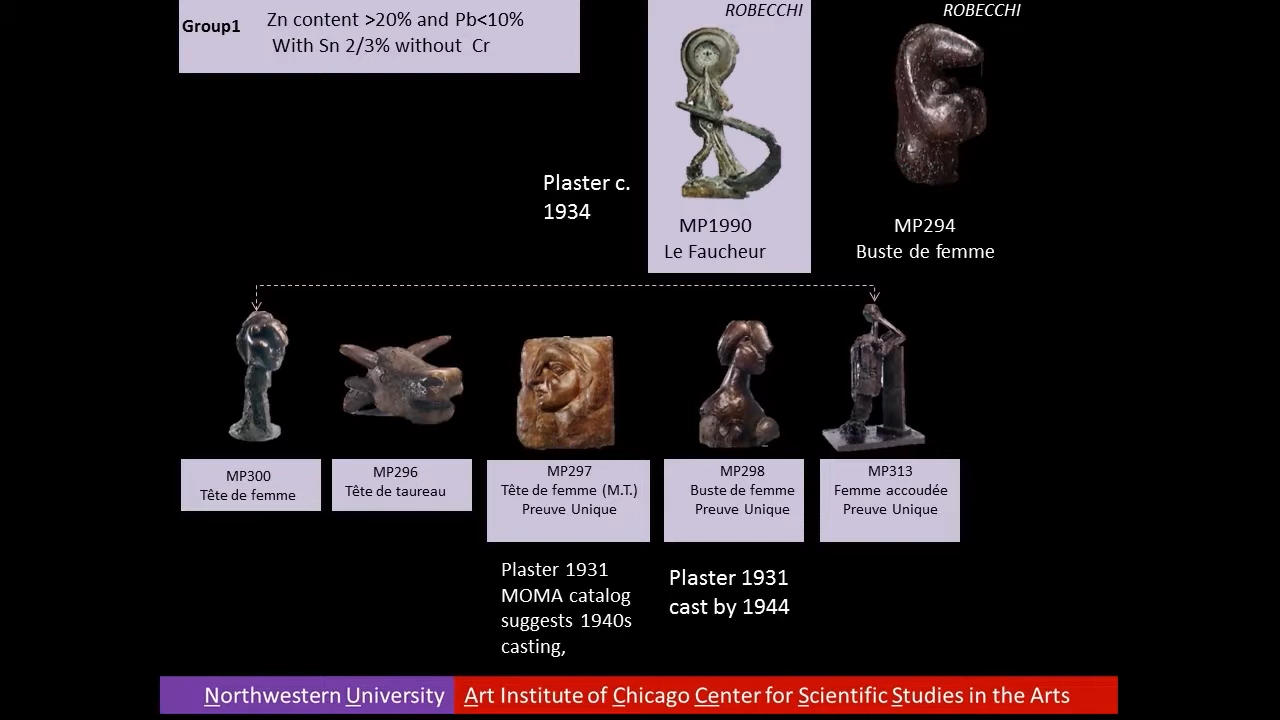 Group1
Zn content >20% and Pb<10%
With Sn 2/3% without Cr
ROBECCHI
ROBECCHI
Plaster c.
1934
MP1990
Le Faucheur
MP294
Buste de femme
MP300
Tête de femme
MP296
Tête de taureau
MP297
Tête de femme (M.T.)
Preuve Unique
MP298
Buste de femme
Preuve Unique
MP313
Femme accoudée
Preuve Unique
Plaster 1931
MOMA catalog
suggests 1940s
casting,
Plaster 1931
cast by 1944
Northwestern University
Art Institute of Chicago Center for Scientific Studies in the Arts